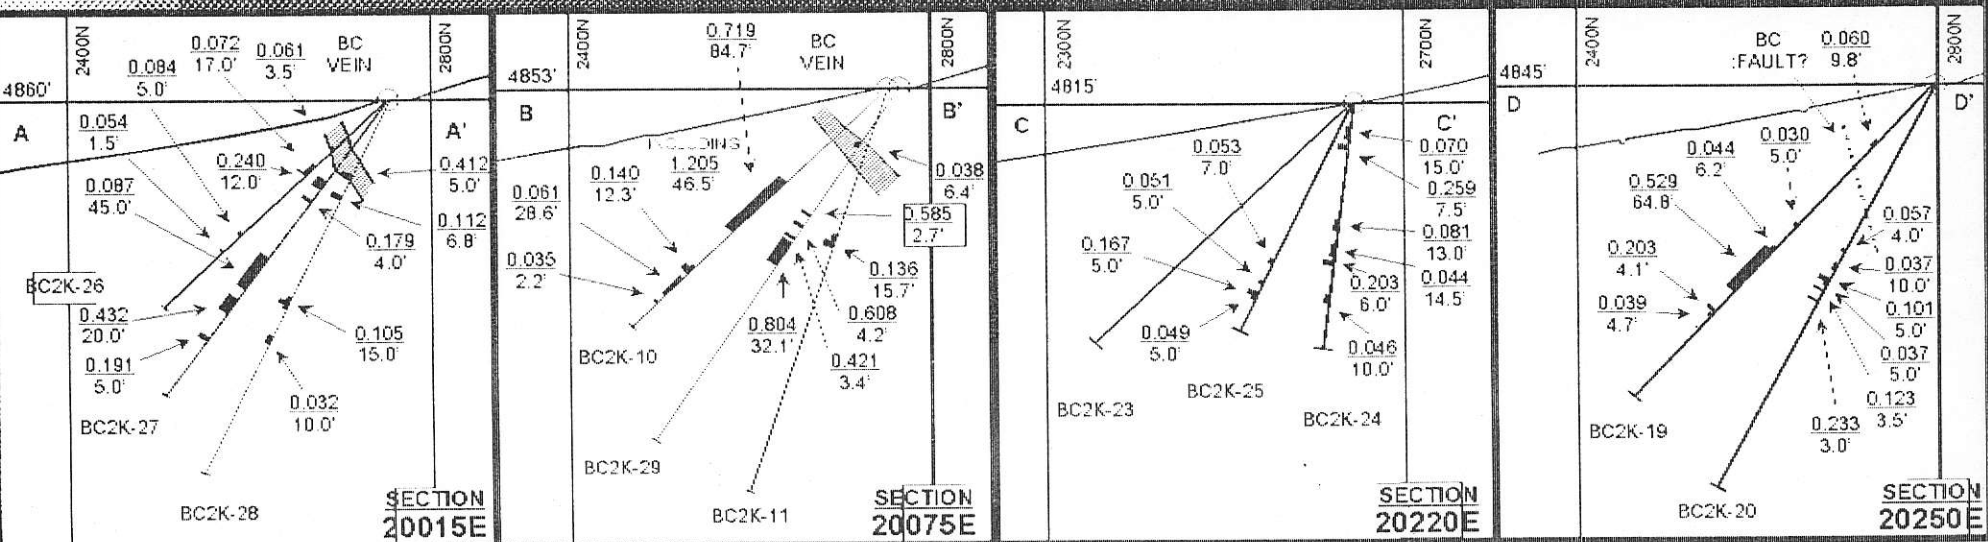 2400N
2800N
0.072
17.0'
0.061
3.5'
BC
VEIN
0.084
5.0'
4860'
A
A'
0.054
1.5'
0.240
12.0'
0.412
5.0'
0.087
45.0'
0.112
6.8'
0.179
4.0'
BC2K-26
0.432
20.0'
0.105
15.0'
0.191
5.0'
0.032
10.0'
BC2K-27
BC2K-28
SECTION
20015E
2400N
2800N
0.719
84.7'
BC
VEIN
4853'
B
B'
INCLUDING
1.205
46.5'
0.140
12.3'
0.038
6.4'
0.061
28.6'
0.585
2.7'
0.035
2.2'
0.136
15.7'
0.608
4.2'
0.804
32.1'
0.421
3.4'
BC2K-10
BC2K-29
BC2K-11
SECTION
20075E
2300N
2700N
4815'
C
C'
0.053
7.0'
0.070
15.0'
0.051
5.0'
0.259
7.5'
0.081
13.0'
0.167
5.0'
0.044
14.5'
0.203
6.0'
0.049
5.0'
0.046
10.0'
BC2K-23
BC2K-25
BC2K-24
SECTION
20220E
2400N
2800N
BC
:FAULT?
0.060
9.8'
4845'
D
D'
0.030
5.0'
0.044
6.2'
0.529
64.8'
0.057
4.0'
0.203
4.1'
0.037
10.0'
0.039
4.7'
0.101
5.0'
0.037
5.0'
0.123
3.5'
0.233
3.0'
BC2K-19
BC2K-20
SECTION
20250E